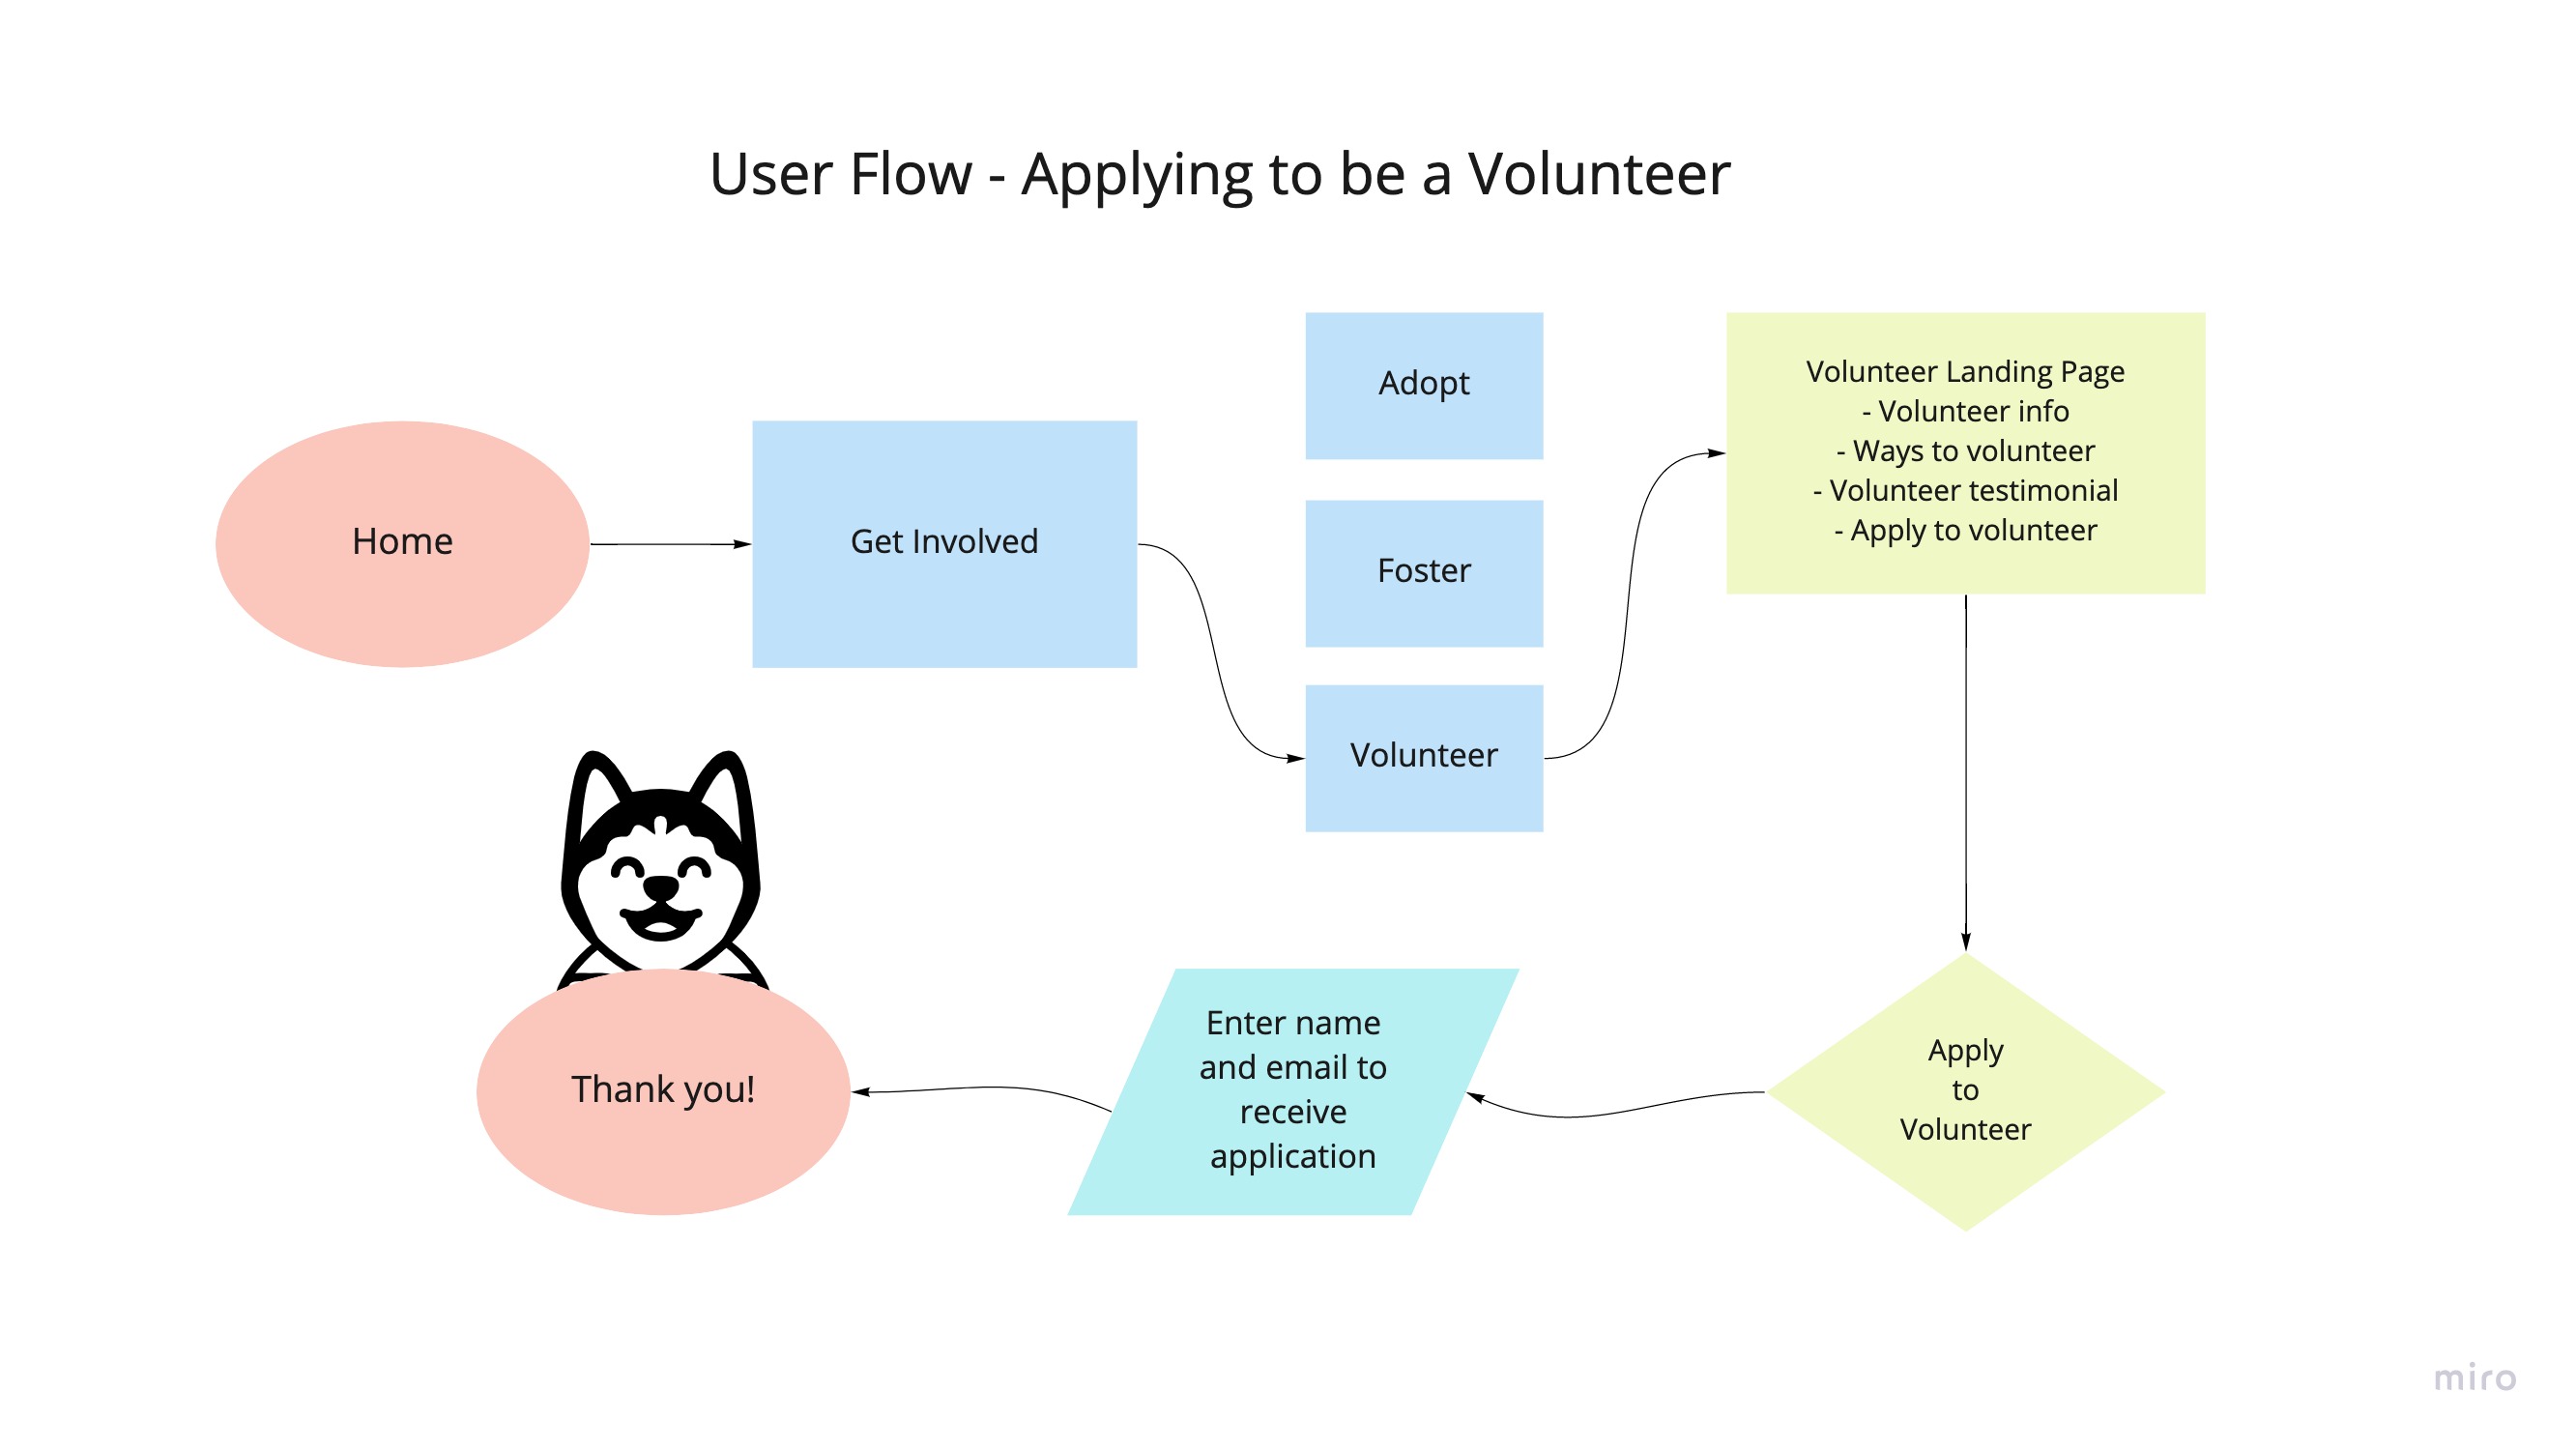 User Flow - Applying to be a Volunteer
Home
Get Involved
Adopt
Foster
Volunteer
Volunteer Landing Page
- Volunteer info
- Ways to volunteer
- Volunteer testimonial
- Apply to volunteer
Apply
to
Volunteer
Enter name
and email to
receive
application
Thank you!
miro